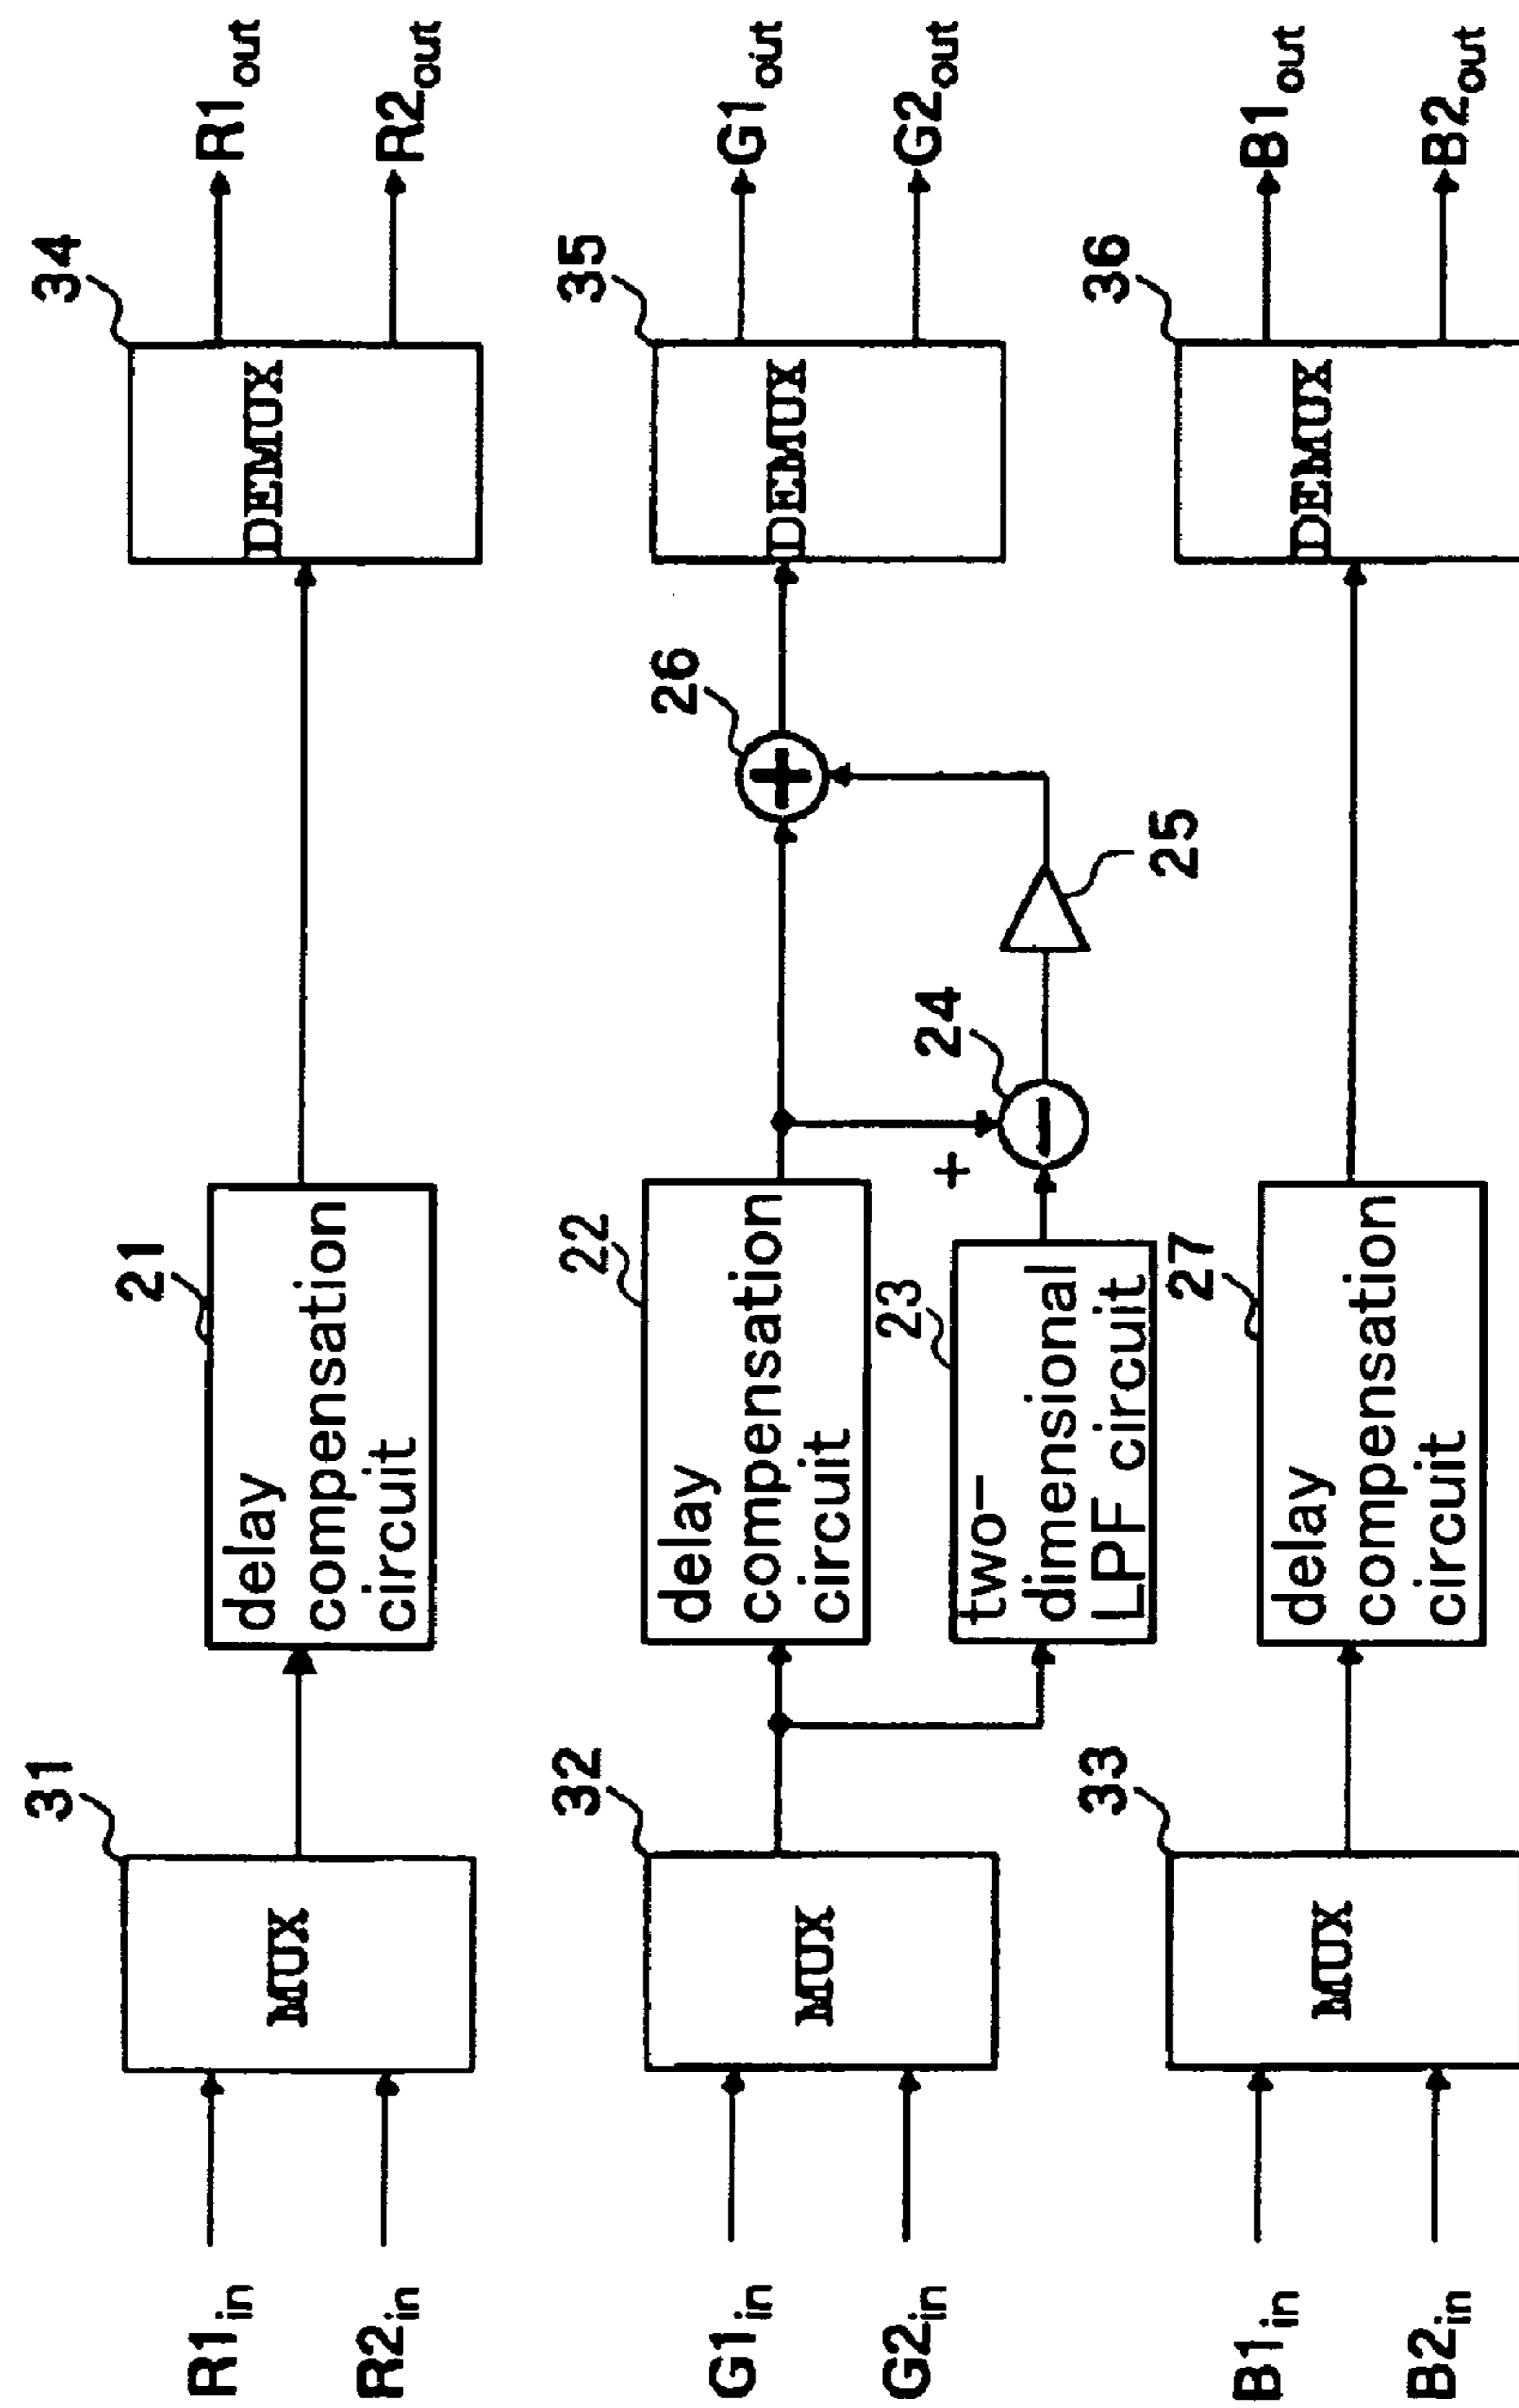 R1in
R2in
31
MUX
21
delay
compensation
circuit
34
DEMUX
R1out
R2out
G1in
G2in
32
MUX
22
delay
compensation
circuit
23
two-
dimensional
LPF circuit
+
24
−
25
26
+
35
DEMUX
G1out
G2out
B1in
B2in
33
MUX
27
delay
compensation
circuit
36
DEMUX
B1out
B2out